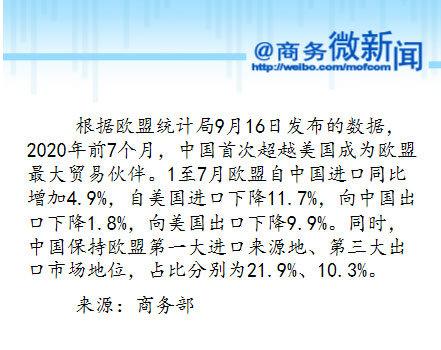 @商务微新闻
http://weibo.com/mofcom
根据欧盟统计局9月16日发布的数据，
2020年前7个月，中国首次超越美国成为欧盟
最大贸易伙伴。1至7月欧盟自中国进口同比
增加4.9%，自美国进口下降11.7%，向中国出
口下降1.8%，向美国出口下降9.9%。同时，
中国保持欧盟第一大进口来源地、第三大出
口市场地位，占比分别为21.9%、10.3%。
来源：商务部